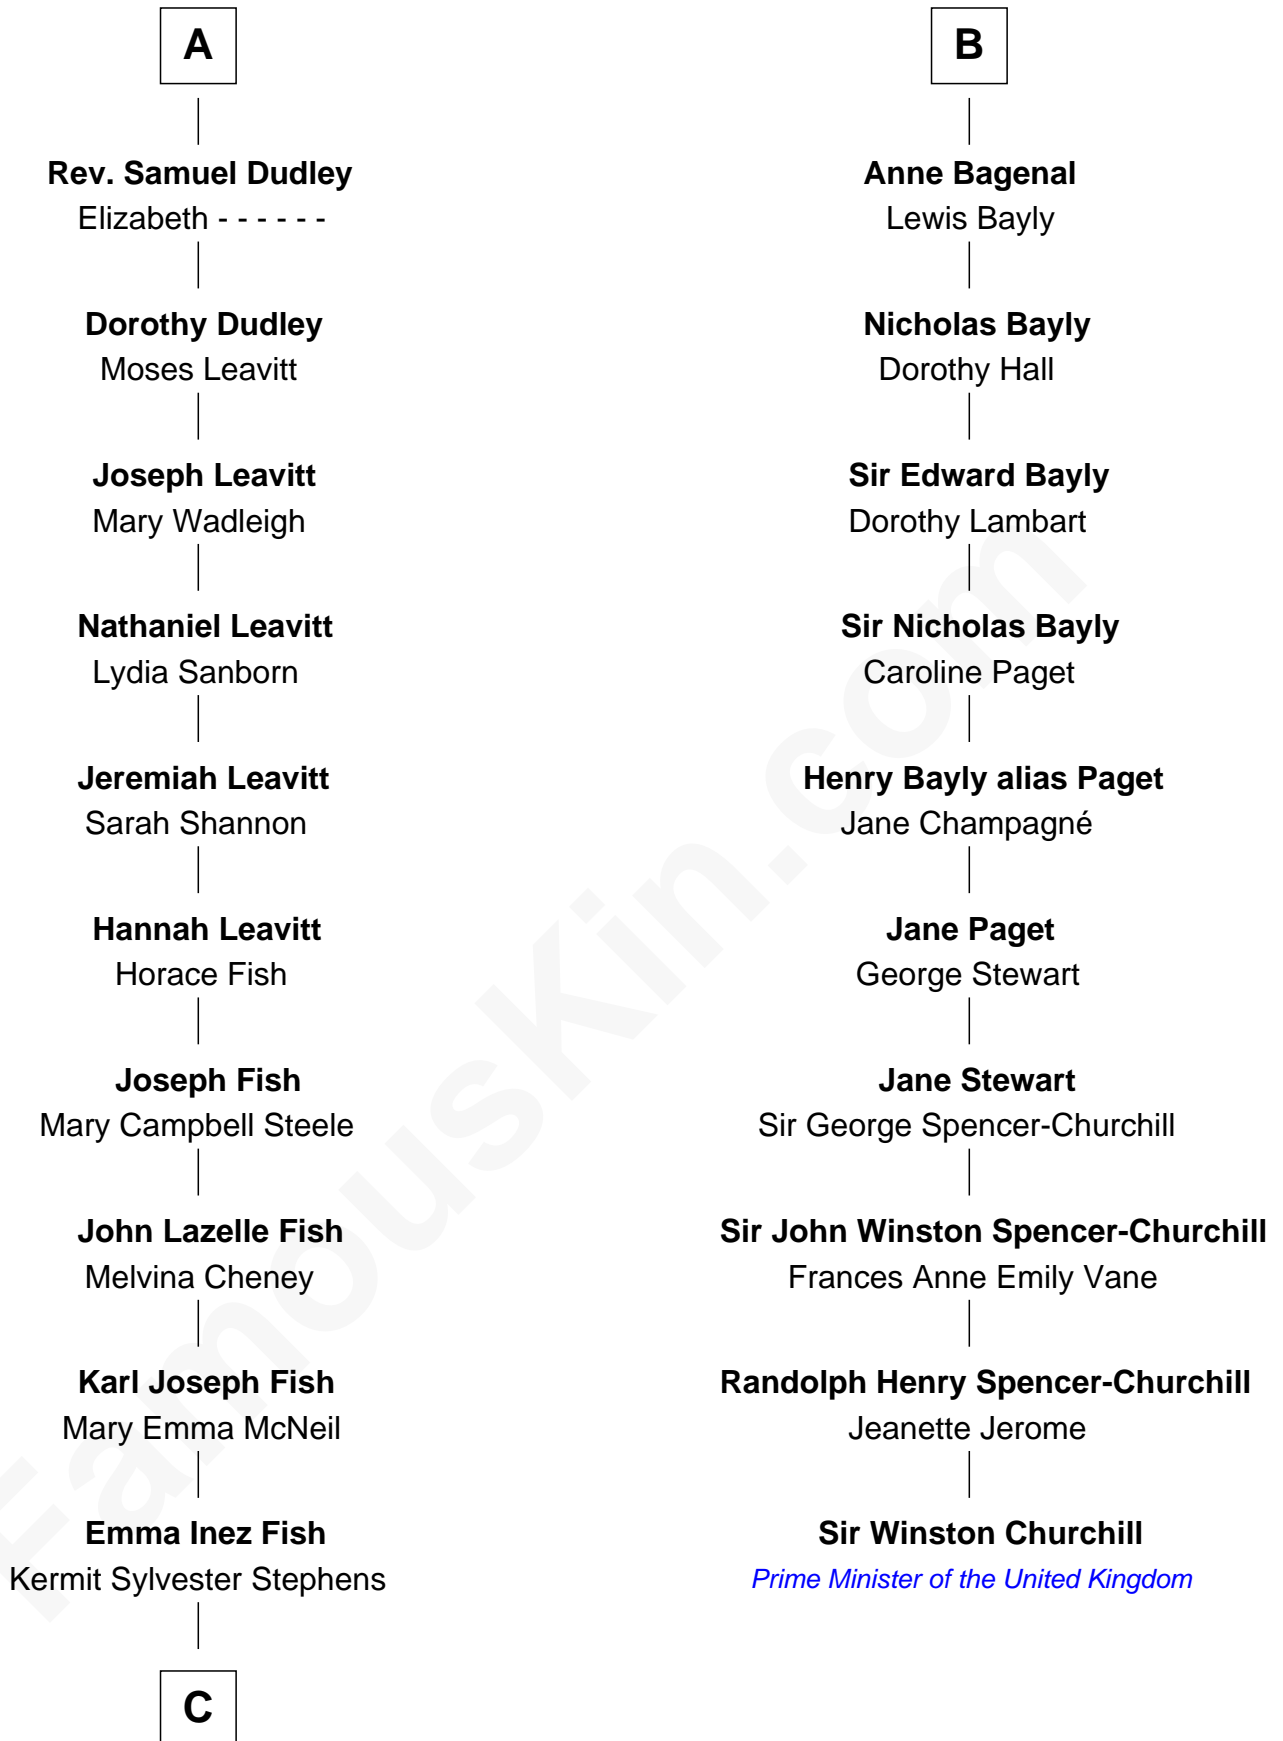 A
Rev. Samuel Dudley
Elizabeth - - - - - -
Dorothy Dudley
Moses Leavitt
Joseph Leavitt
Mary Wadleigh
Nathaniel Leavitt
Lydia Sanborn
Jeremiah Leavitt
Sarah Shannon
Hannah Leavitt
Horace Fish
Joseph Fish
Mary Campbell Steele
John Lazelle Fish
Melvina Cheney
Karl Joseph Fish
Mary Emma McNeil
Emma Inez Fish
Kermit Sylvester Stephens
C
B
Anne Bagenal
Lewis Bayly
Nicholas Bayly
Dorothy Hall
Sir Edward Bayly
Dorothy Lambart
Sir Nicholas Bayly
Caroline Paget
Henry Bayly alias Paget
Jane Champagné
Jane Paget
George Stewart
Jane Stewart
Sir George Spencer-Churchill
Sir John Winston Spencer-Churchill
Frances Anne Emily Vane
Randolph Henry Spencer-Churchill
Jeanette Jerome
Sir Winston Churchill
Prime Minister of the United Kingdom
FamousKin.com